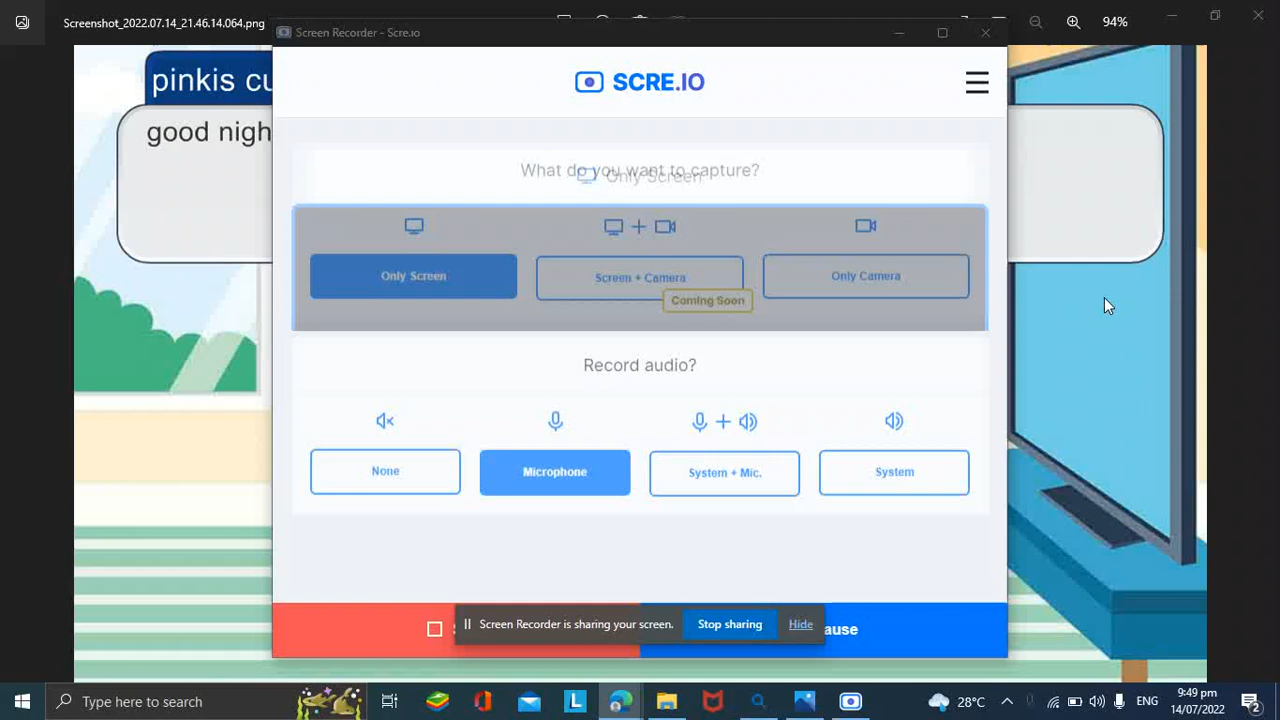 Screenshot_2022.07.14_21.46.14.064.png
94%
Screen Recorder - Scre.io
pinkis
good nigh
SCRE.IO
What do you want to capture?
Only Screen
Only Screen
Screen + Camera
Only Camera
Coming Soon
Record audio?
None
Microphone
System + Mic.
System
Screen Recorder is sharing your screen.
Stop sharing
Hide
ause
Type here to search
28°C
ENG
9:49 pm
14/07/2022
2